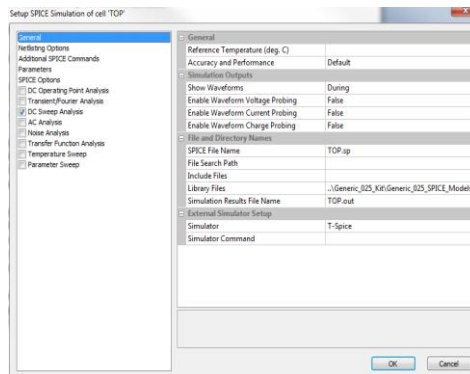 Setup SPICE Simulation of cell 'TOP'
General
Netlisting Options
Additional SPICE Commands
Parameters
SPICE Options
DC Operating Point Analysis
Transient/Fourier Analysis
DC Sweep Analysis
AC Analysis
Noise Analysis
Transfer Function Analysis
Temperature Sweep
Parameter Sweep
General
Reference Temperature (deg. C)
Accuracy and Performance Default
Simulation Outputs
Show Waveforms During
Enable Waveform Voltage Probing False
Enable Waveform Current Probing False
Enable Waveform Charge Probing False
File and Directory Names
SPICE File Name TOP.sp
File Search Path
Include Files
Library Files ..\Generic_025_Kit\Generic_025_SPICE_Models
Simulation Results File Name TOP.out
External Simulator Setup
Simulator T-Spice
Simulator Command
OK Cancel